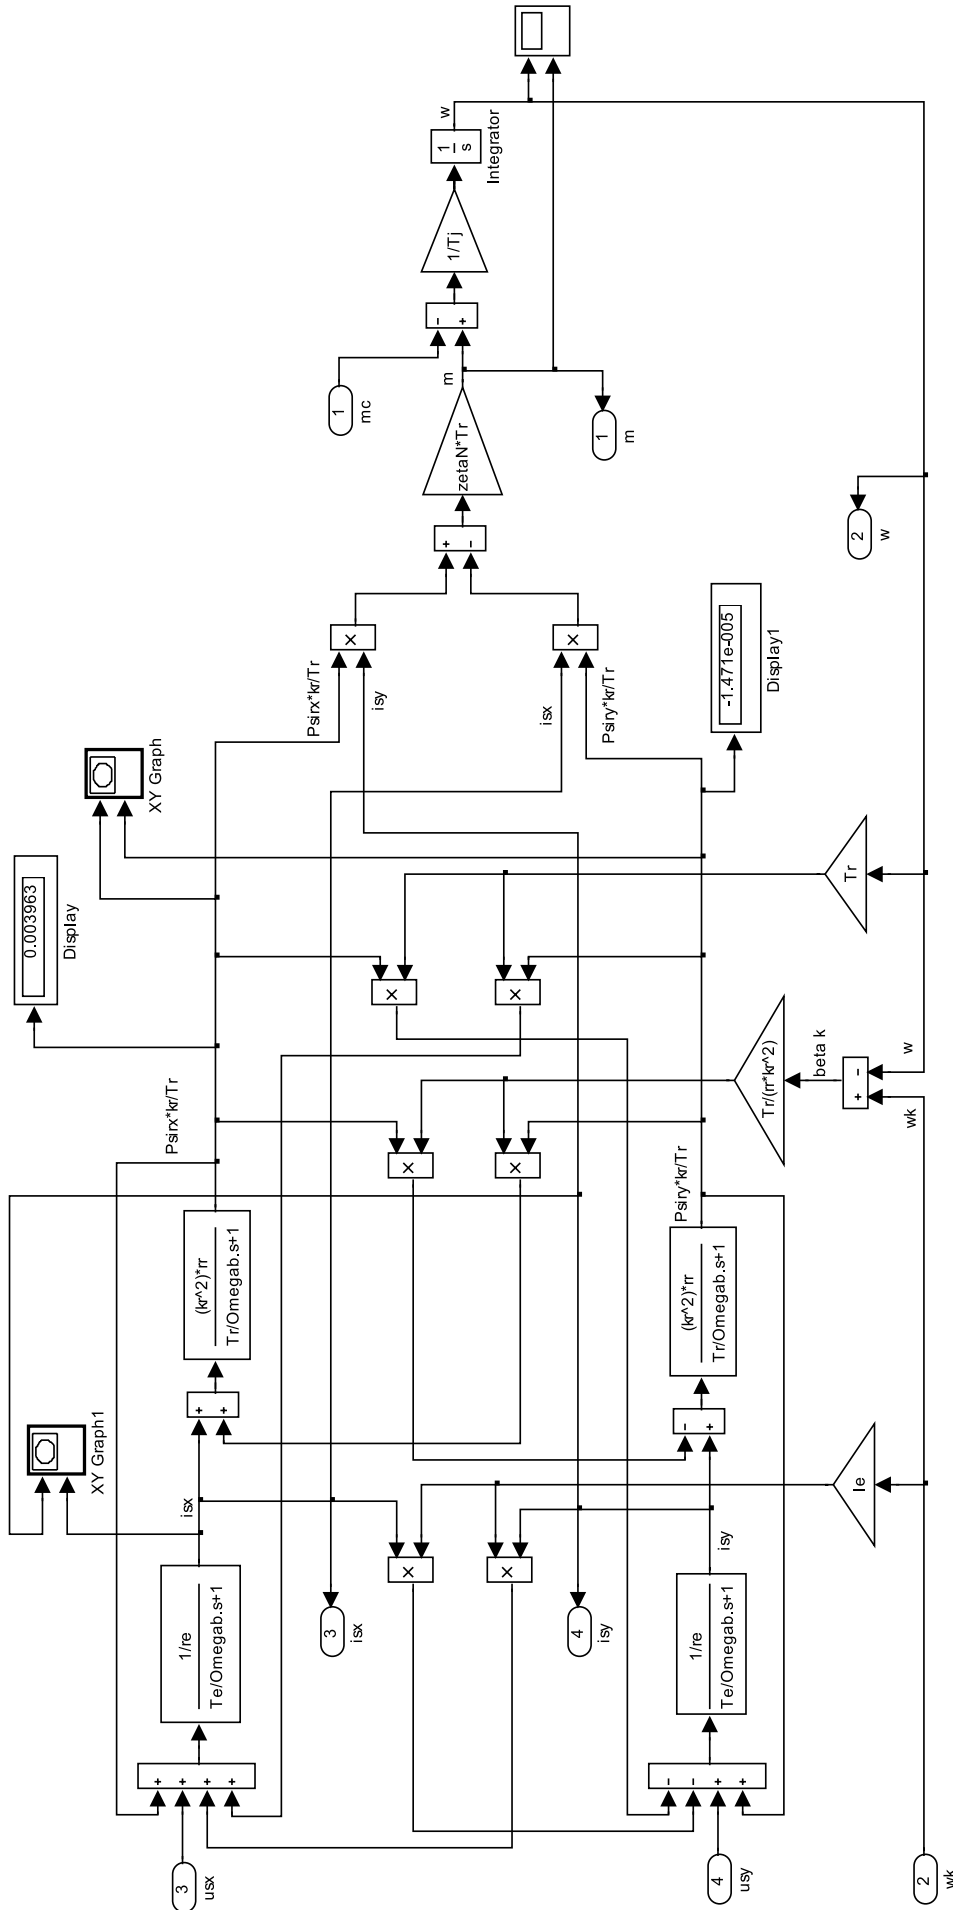 0.003963
Display
XY Graph
XY Graph1
Psirx*kr/Tr
+
+
+
+
3
usx
1/re
Te/Omegab.s+1
isx
+
+
(kr^2)*rr
Tr/Omegab.s+1
Psirx*kr/Tr
isy
×
1
mc
3
isx
×
×
×
+
-
zetaN*Tr
m
-
+
1/Tj
1
s
Integrator
w
×
×
×
isx
Psiry*kr/Tr
×
4
isy
1
m
-
-
+
+
4
usy
1/re
Te/Omegab.s+1
isy
-
+
(kr^2)*rr
Tr/Omegab.s+1
Psiry*kr/Tr
-1.471e-005
Display1
Ie
Tr/(rr*kr^2)
beta k
+
-
wk
w
Tr
2
w
2
wk